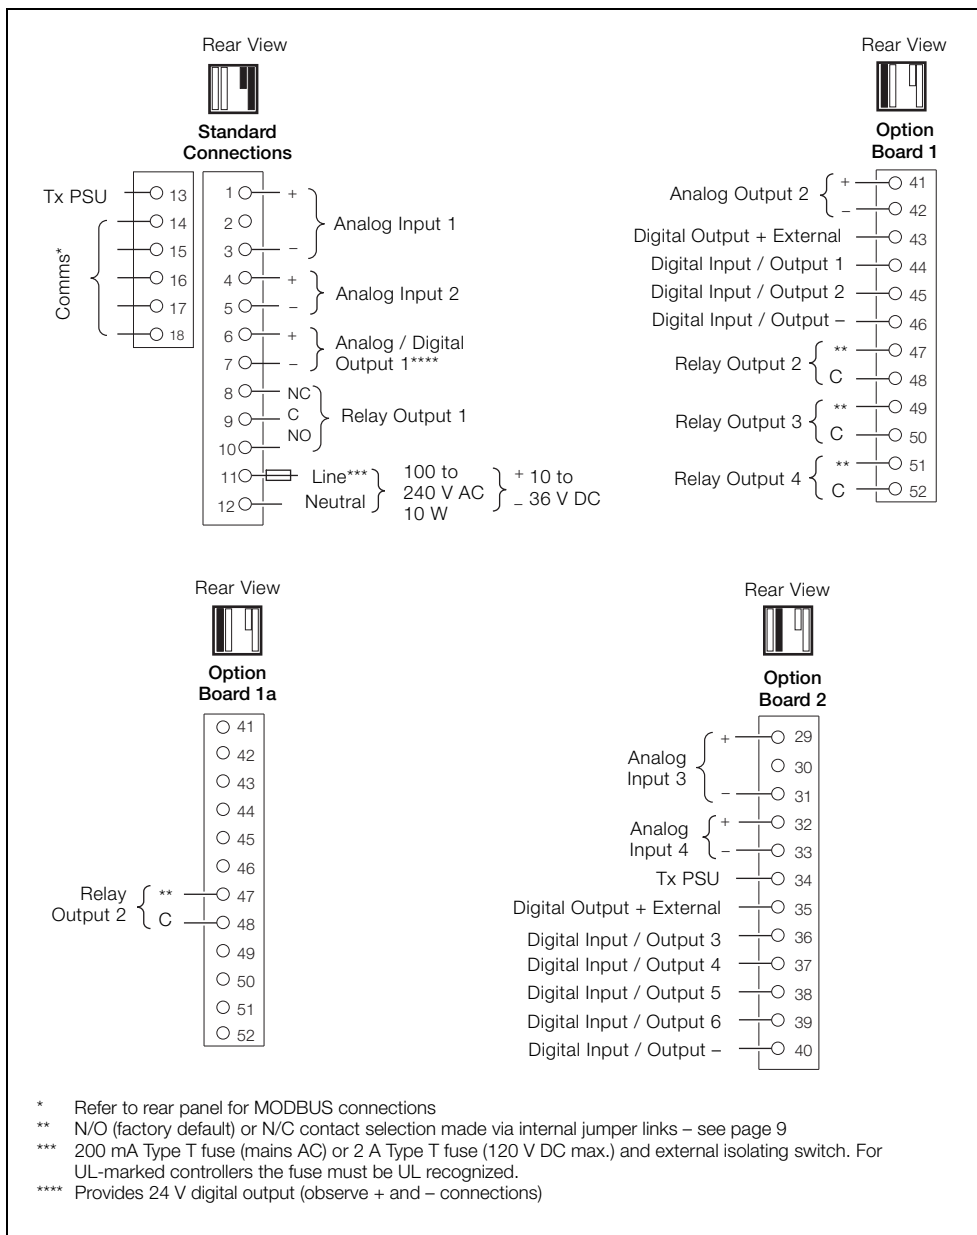 Rear View
Standard
Connections
Tx PSU
13
14
15
16
17
18
Comms*
1 +
2
3 –
Analog Input 1
4 +
5 –
Analog Input 2
6 +
7 –
Analog / Digital
Output 1****
8 NC
9 C
10 NO
Relay Output 1
11 Line***
12 Neutral
100 to
240 V AC
10 W
+ 10 to
– 36 V DC
Rear View
Option
Board 1
Analog Output 2
+ 41
– 42
Digital Output + External 43
Digital Input / Output 1 44
Digital Input / Output 2 45
Digital Input / Output – 46
Relay Output 2
** 47
C 48
Relay Output 3
** 49
C 50
Relay Output 4
** 51
C 52
Rear View
Option
Board 1a
41
42
43
44
45
46
Relay
Output 2
** 47
C 48
49
50
51
52
Rear View
Option
Board 2
Analog
Input 3
+ 29
30
– 31
Analog
Input 4
+ 32
– 33
Tx PSU 34
Digital Output + External 35
Digital Input / Output 3 36
Digital Input / Output 4 37
Digital Input / Output 5 38
Digital Input / Output 6 39
Digital Input / Output – 40
* Refer to rear panel for MODBUS connections
** N/O (factory default) or N/C contact selection made via internal jumper links – see page 9
*** 200 mA Type T fuse (mains AC) or 2 A Type T fuse (120 V DC max.) and external isolating switch. For
UL-marked controllers the fuse must be UL recognized.
**** Provides 24 V digital output (observe + and – connections)